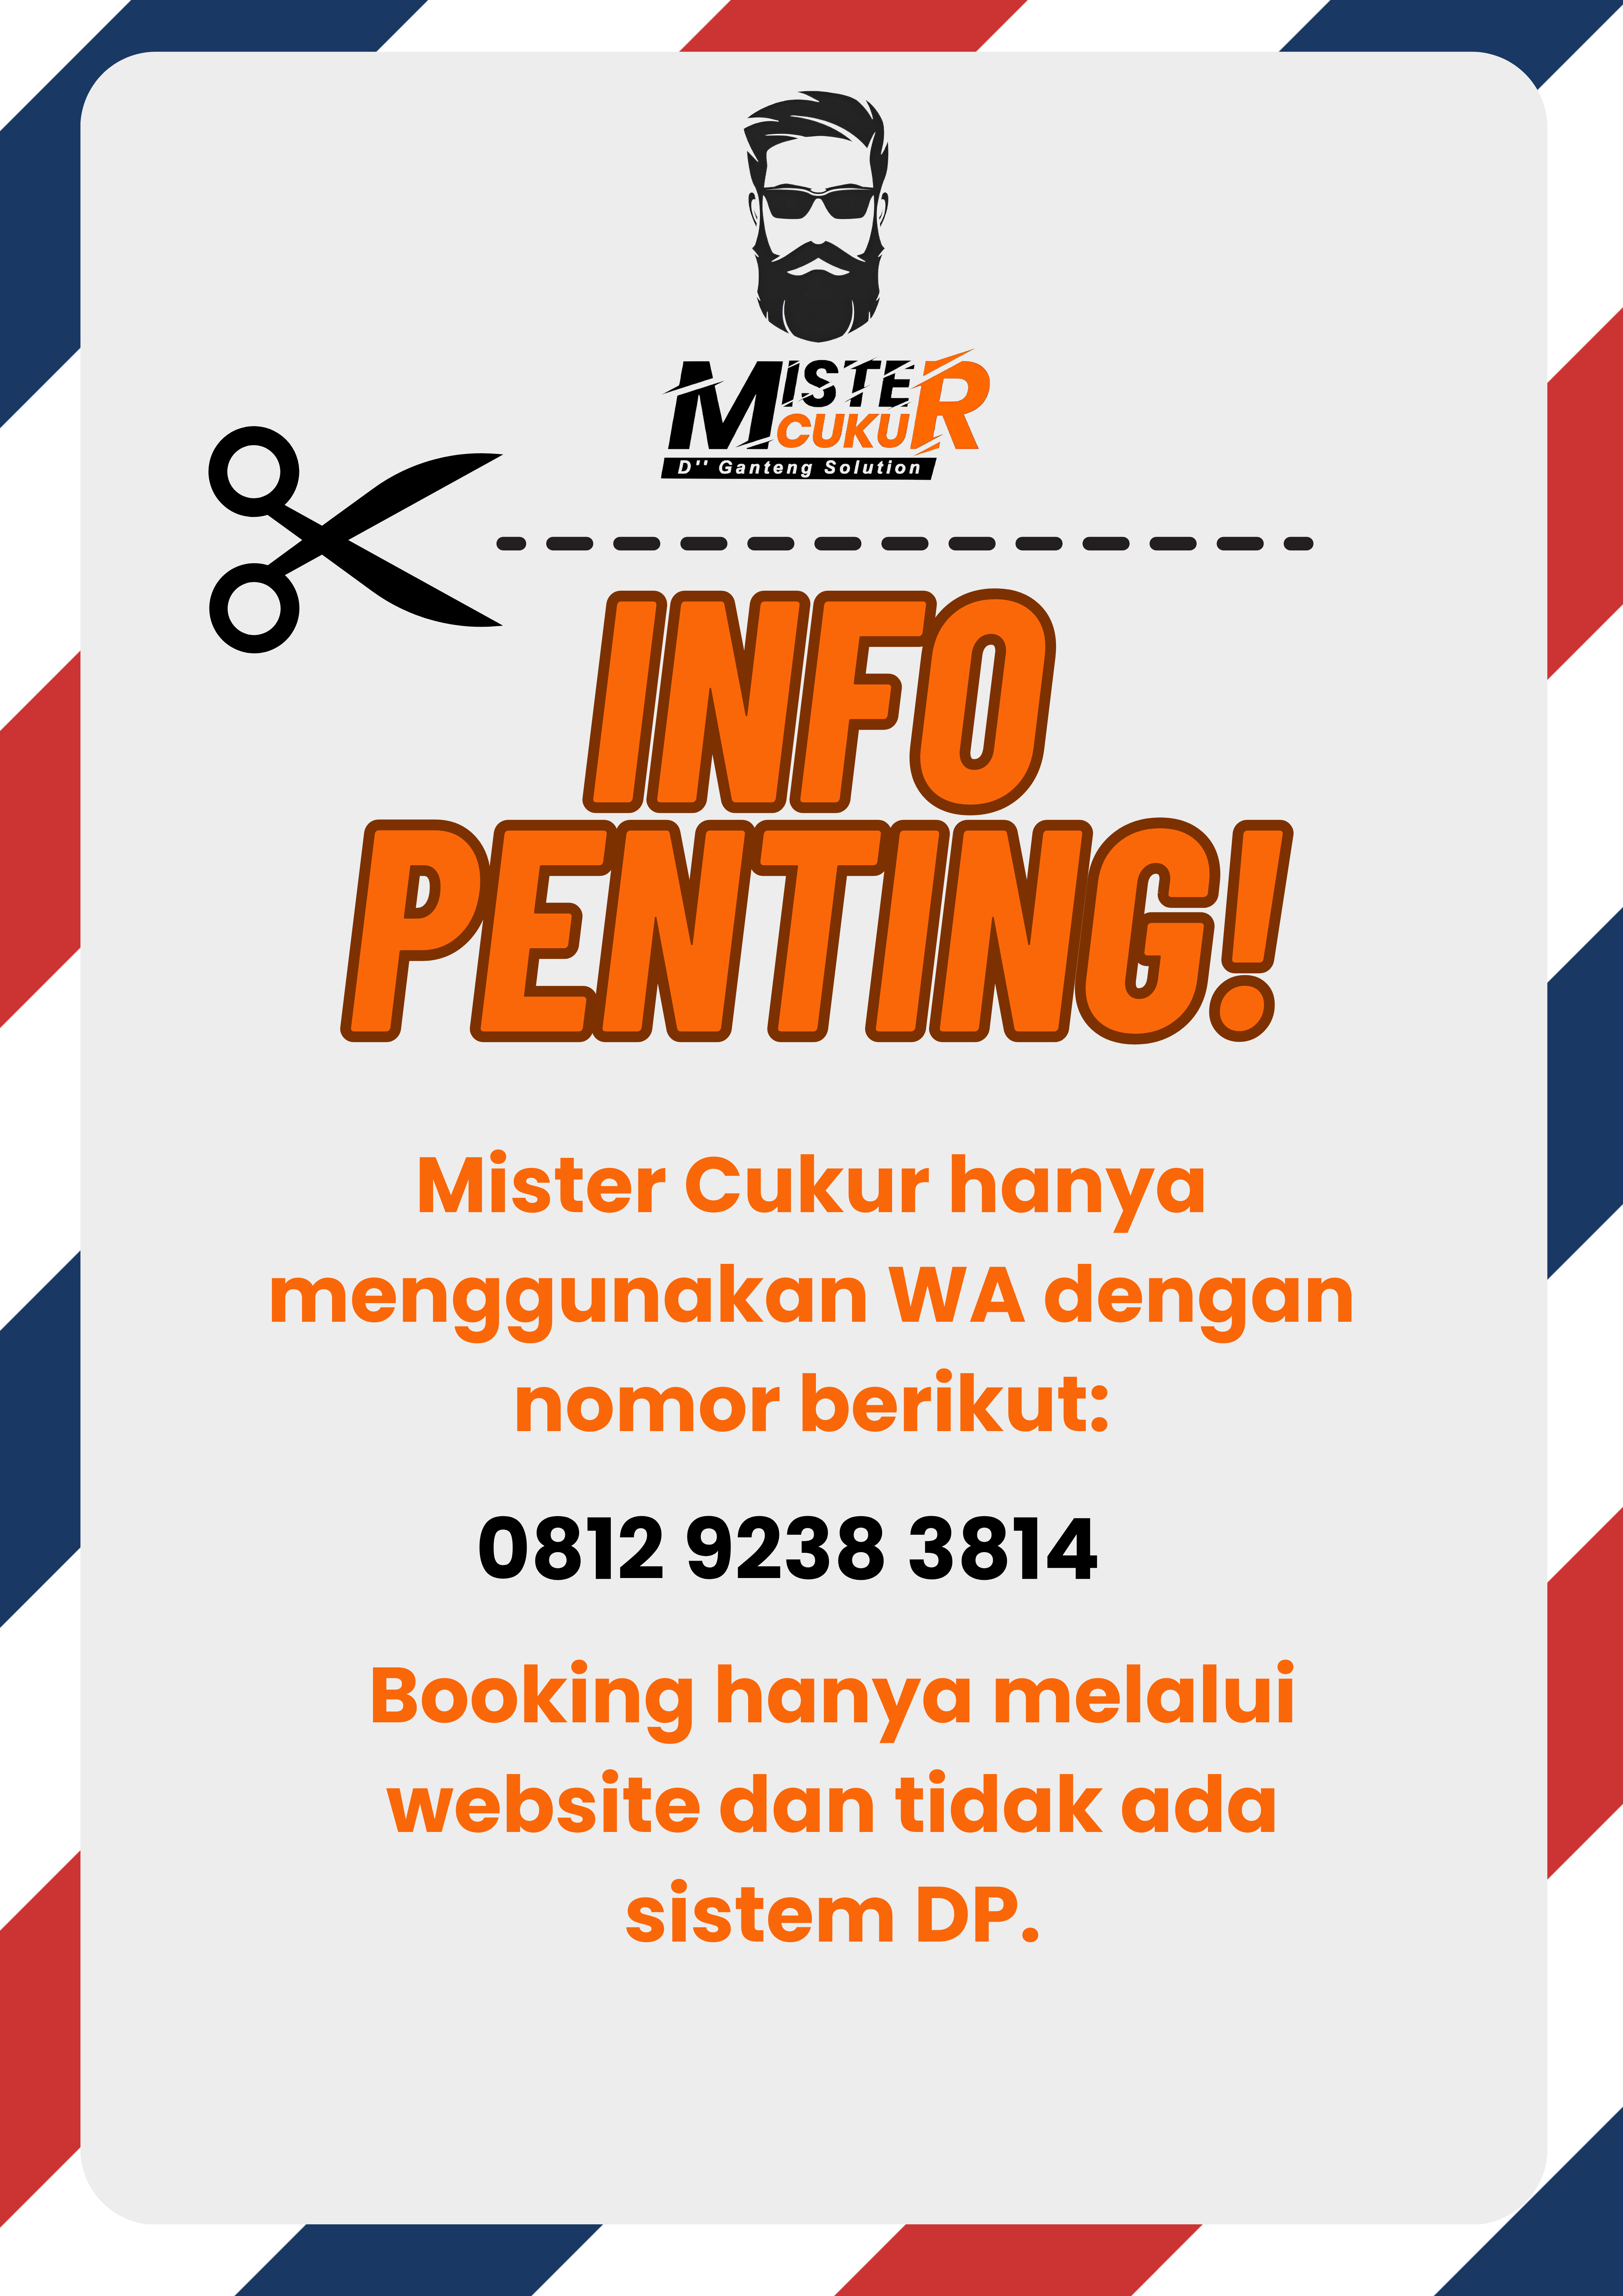 MISTER
CUKUR
D'' Ganteng Solution
INFO
PENTING!
Mister Cukur hanya
menggunakan WA dengan
nomor berikut:
0812 9238 3814
Booking hanya melalui
website dan tidak ada
sistem DP.